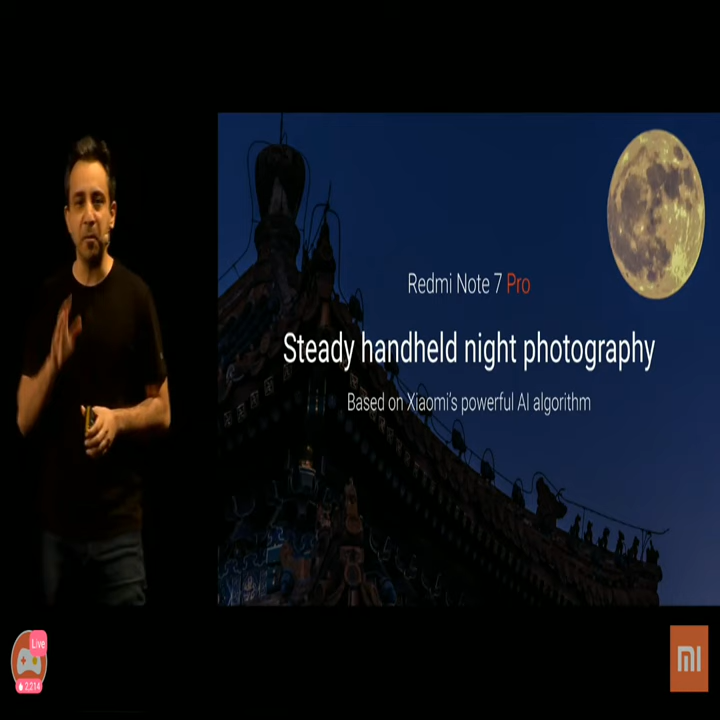 Redmi Note 7 Pro
Steady handheld night photography
Based on Xiaomi's powerful AI algorithm
Live
2,214
mi